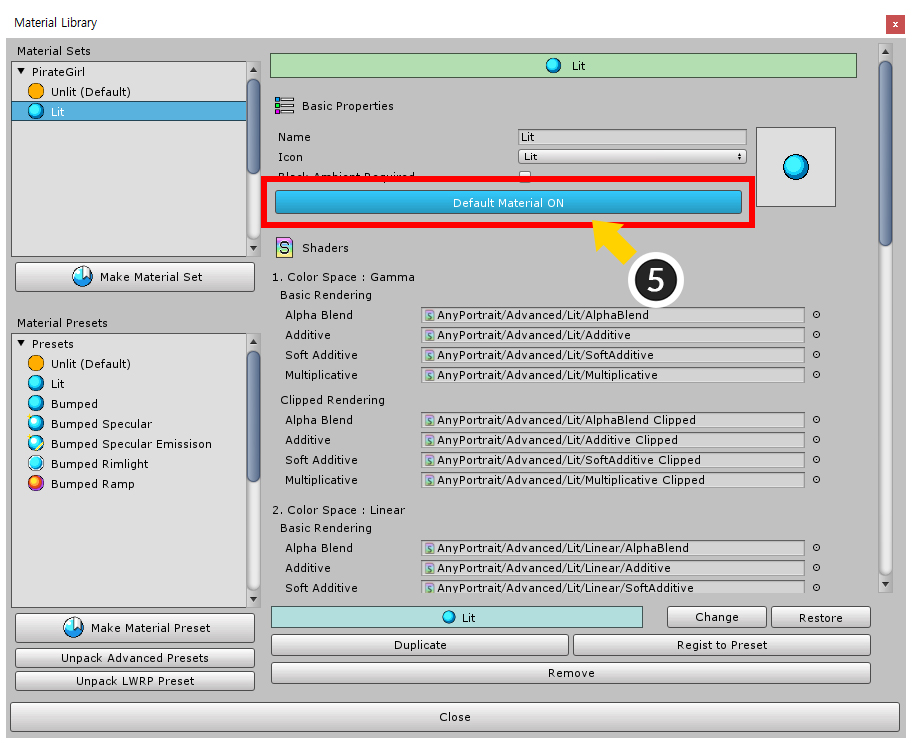 Material Library
x
Material Sets
PirateGirl
Unlit (Default)
Lit
Make Material Set
Material Presets
Presets
Unlit (Default)
Lit
Bumped
Bumped Specular
Bumped Specular Emissison
Bumped Rimlight
Bumped Ramp
Make Material Preset
Unpack Advanced Presets
Unpack LWRP Preset
Lit
Basic Properties
Name Lit
Icon Lit
Black Ambient Required
Default Material ON
5
S Shaders
1. Color Space : Gamma
Basic Rendering
Alpha Blend AnyPortrait/Advanced/Lit/AlphaBlend
Additive AnyPortrait/Advanced/Lit/Additive
Soft Additive AnyPortrait/Advanced/Lit/SoftAdditive
Multiplicative AnyPortrait/Advanced/Lit/Multiplicative
Clipped Rendering
Alpha Blend AnyPortrait/Advanced/Lit/AlphaBlend Clipped
Additive AnyPortrait/Advanced/Lit/Additive Clipped
Soft Additive AnyPortrait/Advanced/Lit/SoftAdditive Clipped
Multiplicative AnyPortrait/Advanced/Lit/Multiplicative Clipped
2. Color Space : Linear
Basic Rendering
Alpha Blend AnyPortrait/Advanced/Lit/Linear/AlphaBlend
Additive AnyPortrait/Advanced/Lit/Linear/Additive
Soft Additive AnyPortrait/Advanced/Lit/Linear/SoftAdditive
Lit
Change Restore
Duplicate Regist to Preset
Remove
Close